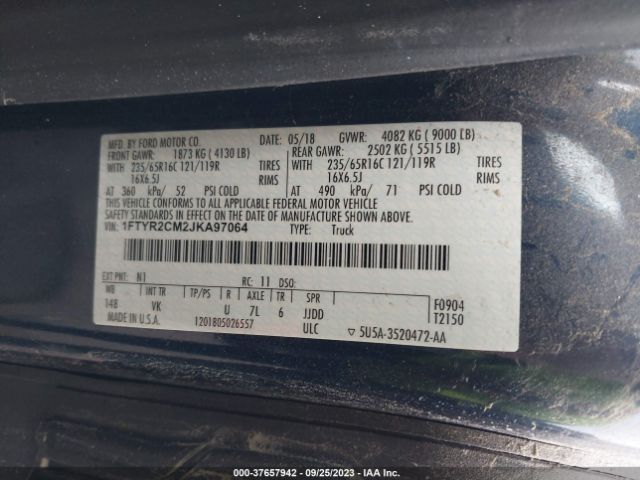 MFD. BY FORD MOTOR CO. DATE: 05/18 GVWR: 4082 KG ( 9000 LB)
FRONT GAWR: 1873 KG ( 4130 LB) REAR GAWR: 2502 KG ( 5515 LB)
WITH 235/65R16C 121/119R TIRES WITH 235/65R16C 121/119R TIRES
16X6.5J RIMS 16X6.5J RIMS
AT 360 kPa/ 52 PSI COLD AT 490 kPa/ 71 PSI COLD
THIS VEHICLE CONFORMS TO ALL APPLICABLE FEDERAL MOTOR VEHICLE
SAFETY STANDARDS IN EFFECT ON THE DATE OF MANUFACTURE SHOWN ABOVE.
VIN: 1FTYR2CM2JKA97064 TYPE: Truck
EXT PNT: N1 RC: 11 DSO:
WB INT TR TP/PS R AXLE TR SPR F0904
148 VK U 7L 6 JJDD T2150
MADE IN U.S.A. 1201805026557 ULC ▽ 5U5A-3520472-AA
000-37657942 - 09/25/2023 - IAA Inc.